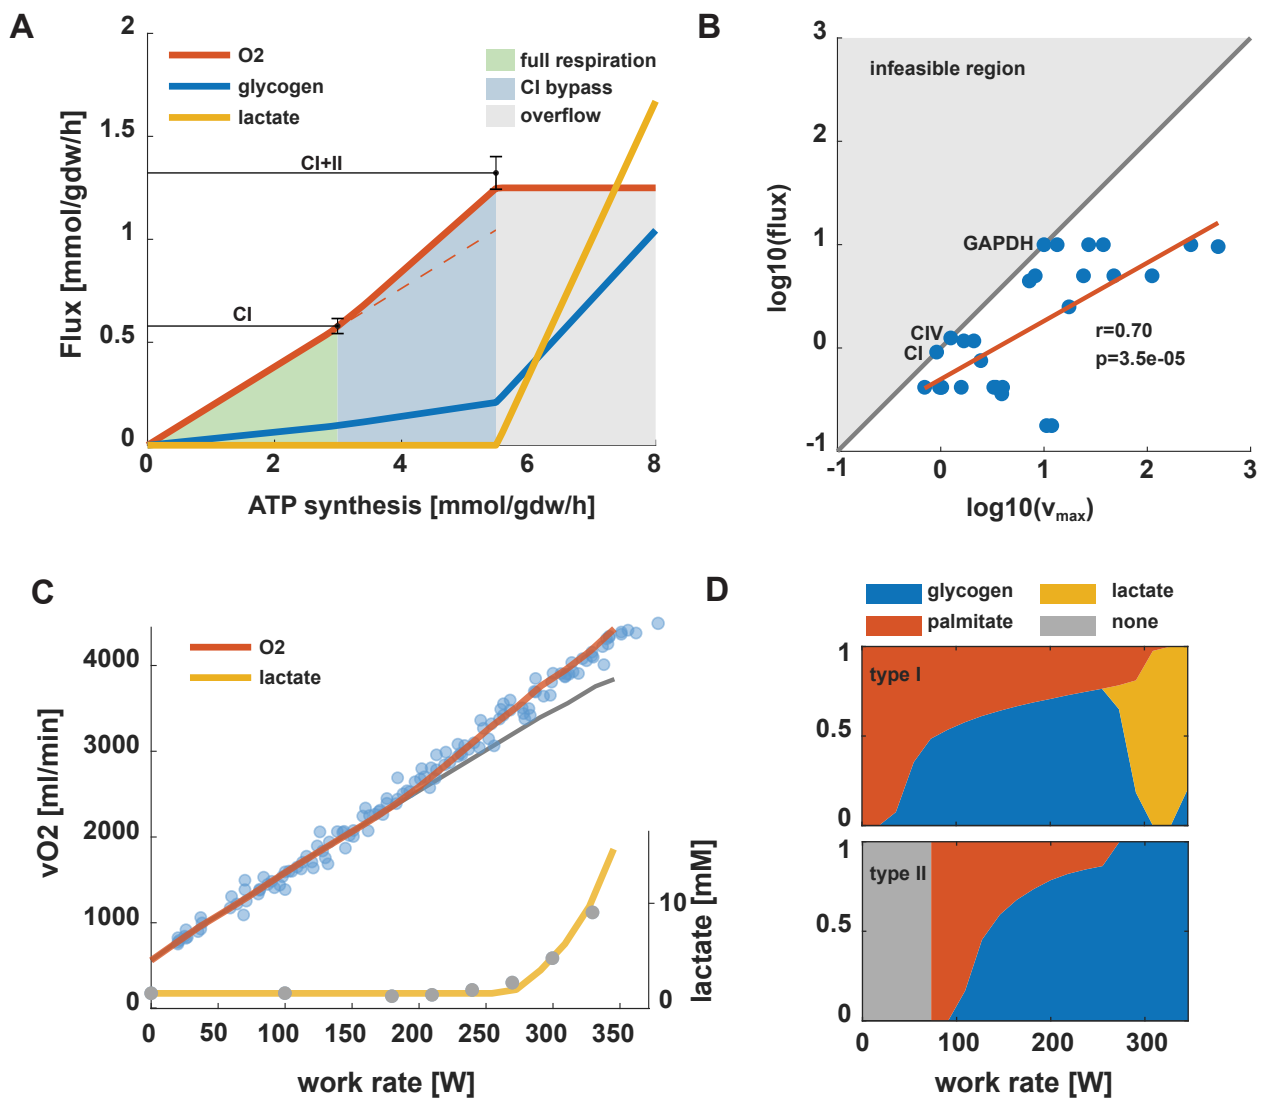 A
2
1.5
1
0.5
0
Flux [mmol/gdw/h]
O2
glycogen
lactate
full respiration
CI bypass
overflow
CI+II
CI
0
2
4
6
8
ATP synthesis [mmol/gdw/h]
B
3
2
1
0
-1
log10(flux)
infeasible region
GAPDH
CIV
CI
r=0.70
p=3.5e-05
-1
0
1
2
3
log10(vmax)
C
4000
3000
2000
1000
0
vO2 [ml/min]
O2
lactate
10
0
lactate [mM]
0
50
100
150
200
250
300
350
work rate [W]
D
glycogen
lactate
palmitate
none
1
0.5
0
type I
1
0.5
0
type II
0
100
200
300
work rate [W]